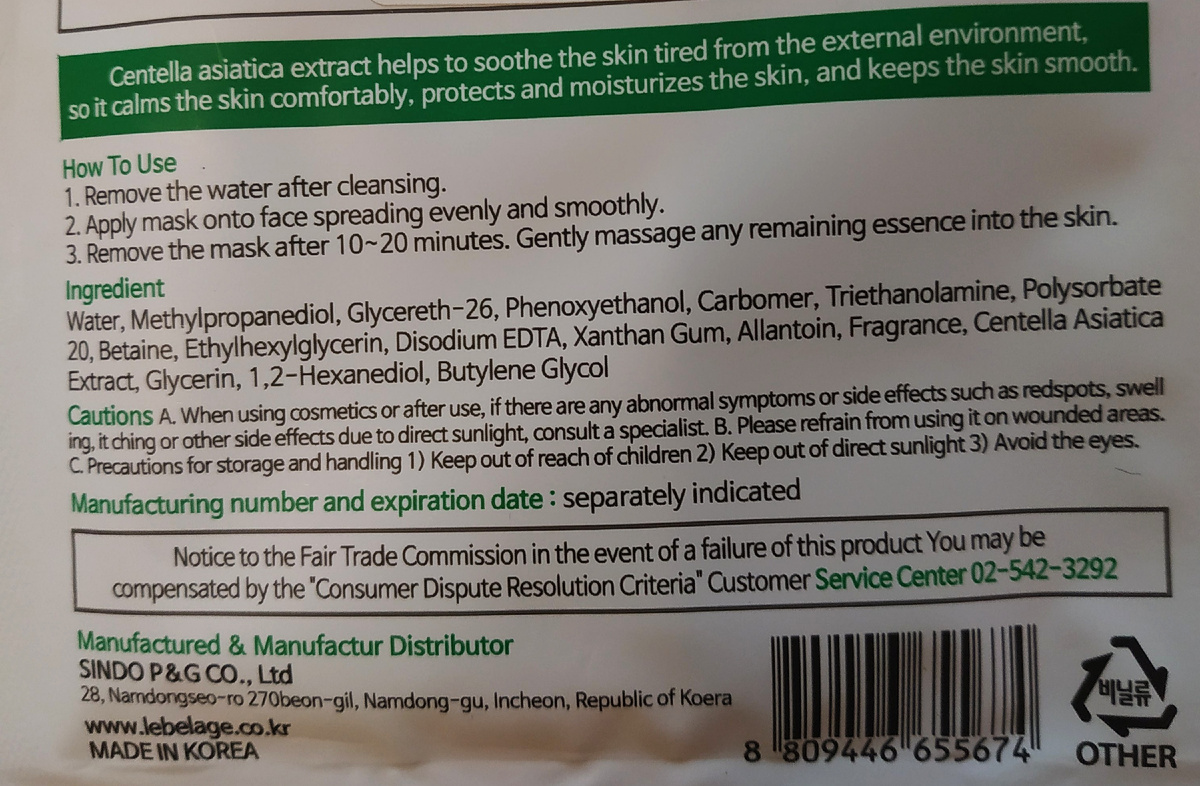 Centella asiatica extract helps to soothe the skin tired from the external environment,
so it calms the skin comfortably, protects and moisturizes the skin, and keeps the skin smooth.
How To Use
1. Remove the water after cleansing.
2. Apply mask onto face spreading evenly and smoothly.
3. Remove the mask after 10~20 minutes. Gently massage any remaining essence into the skin.
Ingredient
Water, Methylpropanediol, Glycereth-26, Phenoxyethanol, Carbomer, Triethanolamine, Polysorbate
20, Betaine, Ethylhexylglycerin, Disodium EDTA, Xanthan Gum, Allantoin, Fragrance, Centella Asiatica
Extract, Glycerin, 1,2-Hexanediol, Butylene Glycol
Cautions A. When using cosmetics or after use, if there are any abnormal symptoms or side effects such as redspots, swell
ing, it ching or other side effects due to direct sunlight, consult a specialist. B. Please refrain from using it on wounded areas.
C. Precautions for storage and handling 1) Keep out of reach of children 2) Keep out of direct sunlight 3) Avoid the eyes.
Manufacturing number and expiration date : separately indicated
Notice to the Fair Trade Commission in the event of a failure of this product You may be
compensated by the "Consumer Dispute Resolution Criteria" Customer Service Center 02-542-3292
Manufactured & Manufactur Distributor
SINDO P&G CO., Ltd
28, Namdongseo-ro 270beon-gil, Namdong-gu, Incheon, Republic of Koera
www.lebelage.co.kr
MADE IN KOREA
8 809446 655674
비닐류
OTHER